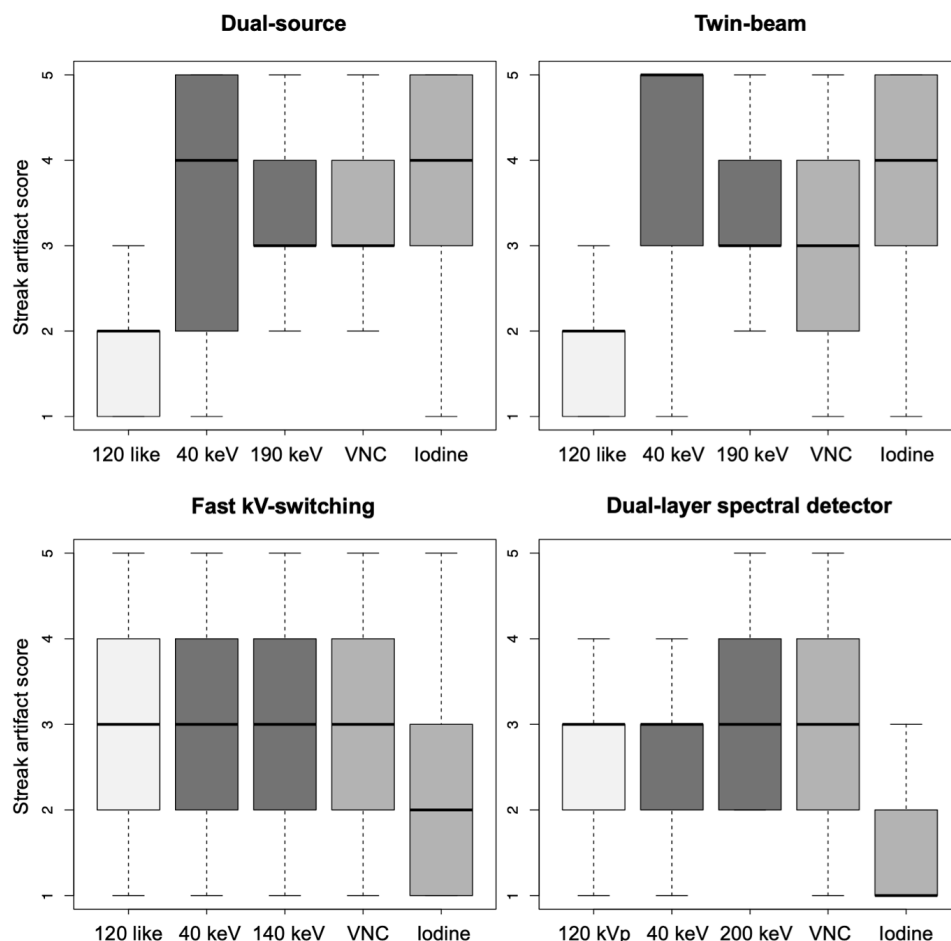 Dual-source
Twin-beam
Streak artifact score
5
4
3
2
1
5
4
3
2
1
120 like 40 keV 190 keV VNC Iodine
120 like 40 keV 190 keV VNC Iodine
Fast kV-switching
Dual-layer spectral detector
Streak artifact score
5
4
3
2
1
5
4
3
2
1
120 like 40 keV 140 keV VNC Iodine
120 kVp 40 keV 200 keV VNC Iodine